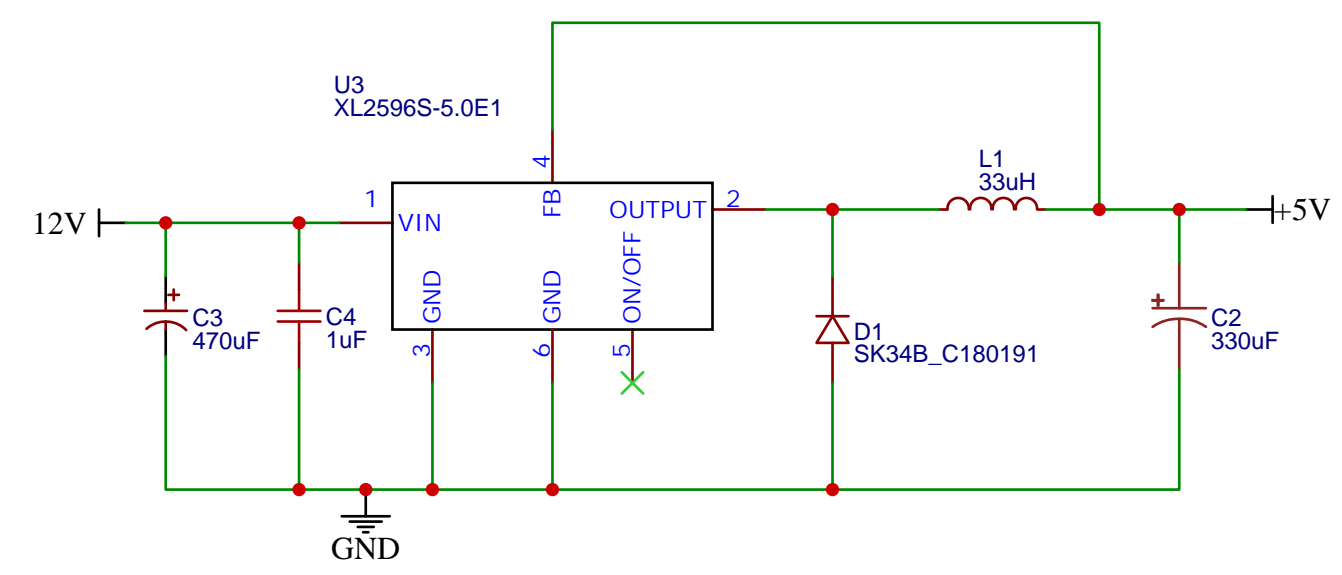 U3
XL2596S-5.0E1
4
FB
L1
33uH
12V
1
VIN
OUTPUT
2
+5V
GND
GND
ON/OFF
+
C3
470uF
C4
1uF
3
6
5
D1
SK34B_C180191
+
C2
330uF
GND